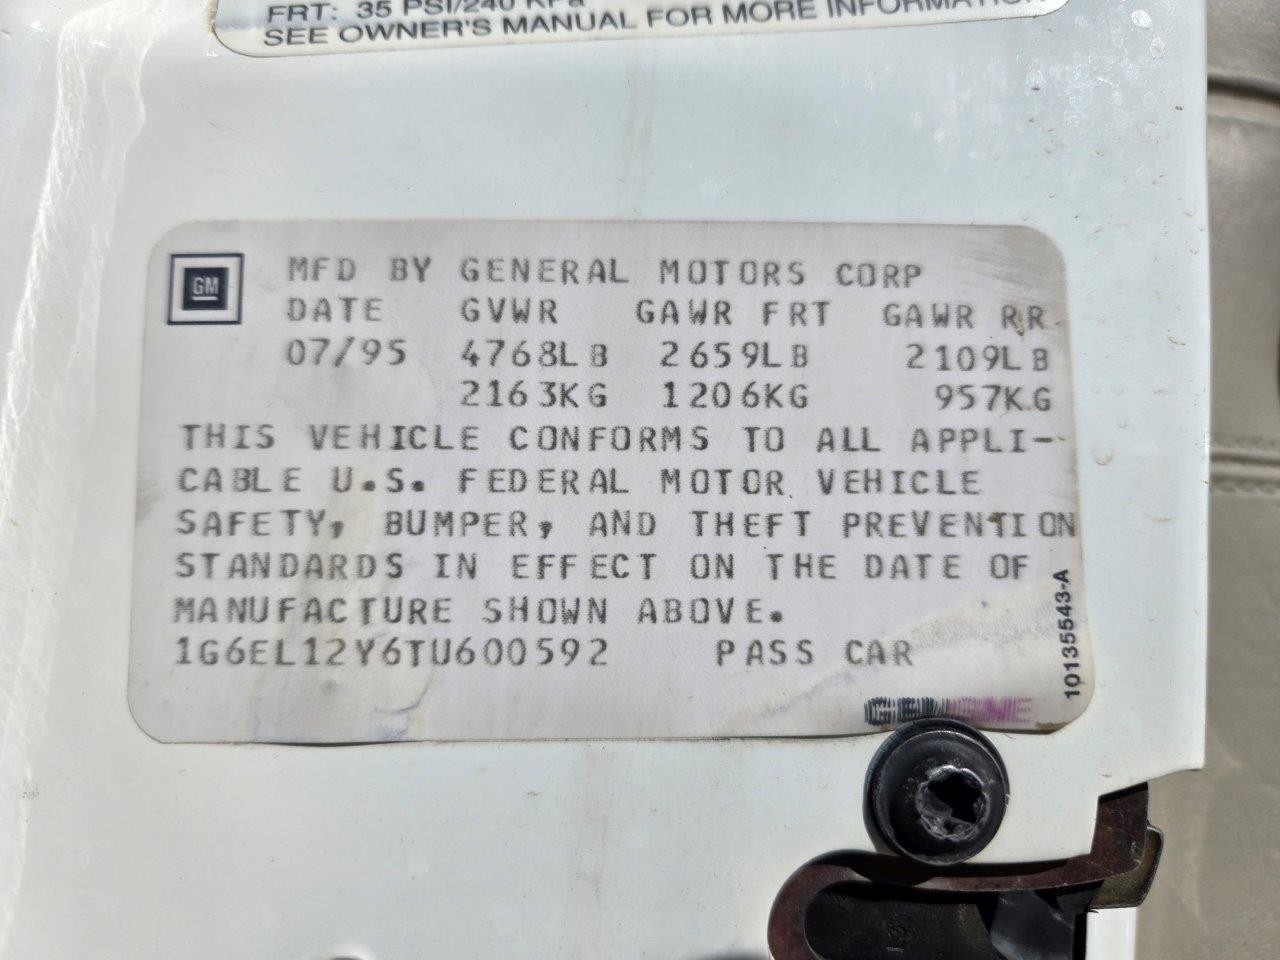 FRT: 35 PSI/240 KPa
SEE OWNER'S MANUAL FOR MORE INFORMATION
GM
MFD BY GENERAL MOTORS CORP
DATE GVWR GAWR FRT GAWR RR
07/95 4768LB 2659LB 2109LB
2163KG 1206KG 957KG
THIS VEHICLE CONFORMS TO ALL APPLI-
CABLE U.S. FEDERAL MOTOR VEHICLE
SAFETY, BUMPER, AND THEFT PREVENTION
STANDARDS IN EFFECT ON THE DATE OF
MANUFACTURE SHOWN ABOVE.
1G6EL12Y6TU600592 PASS CAR
10135543-A